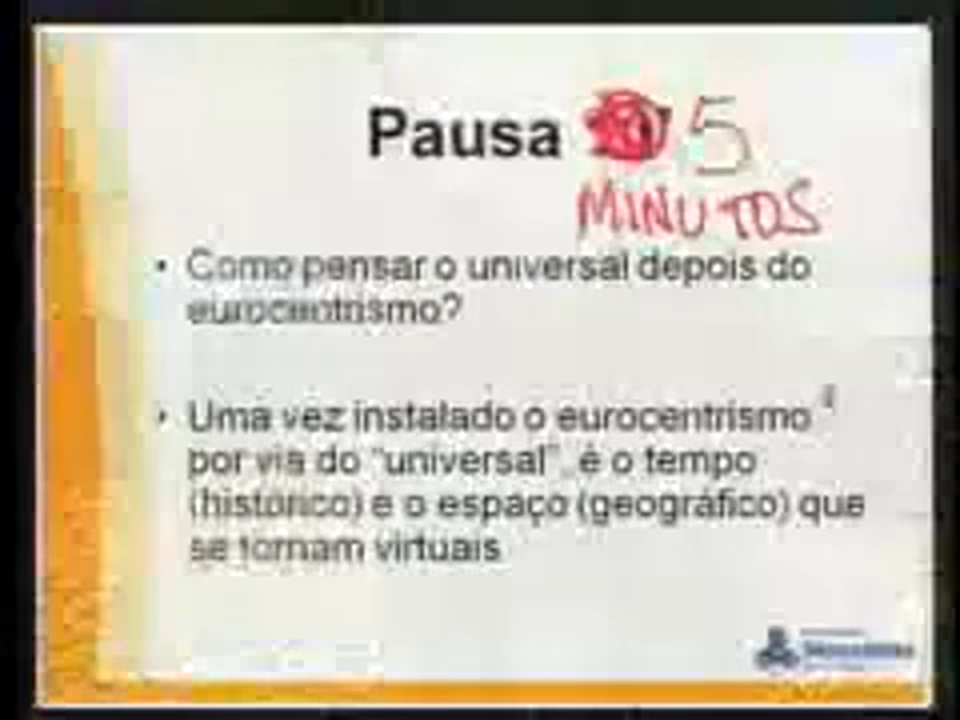 Pausa 5
MINUTOS
• Como pensar o universal depois do
eurocentrismo?
• Uma vez instalado o eurocentrismo
por via do "universal", é o tempo
(histórico) e o espaço (geográfico) que
se tornam virtuais